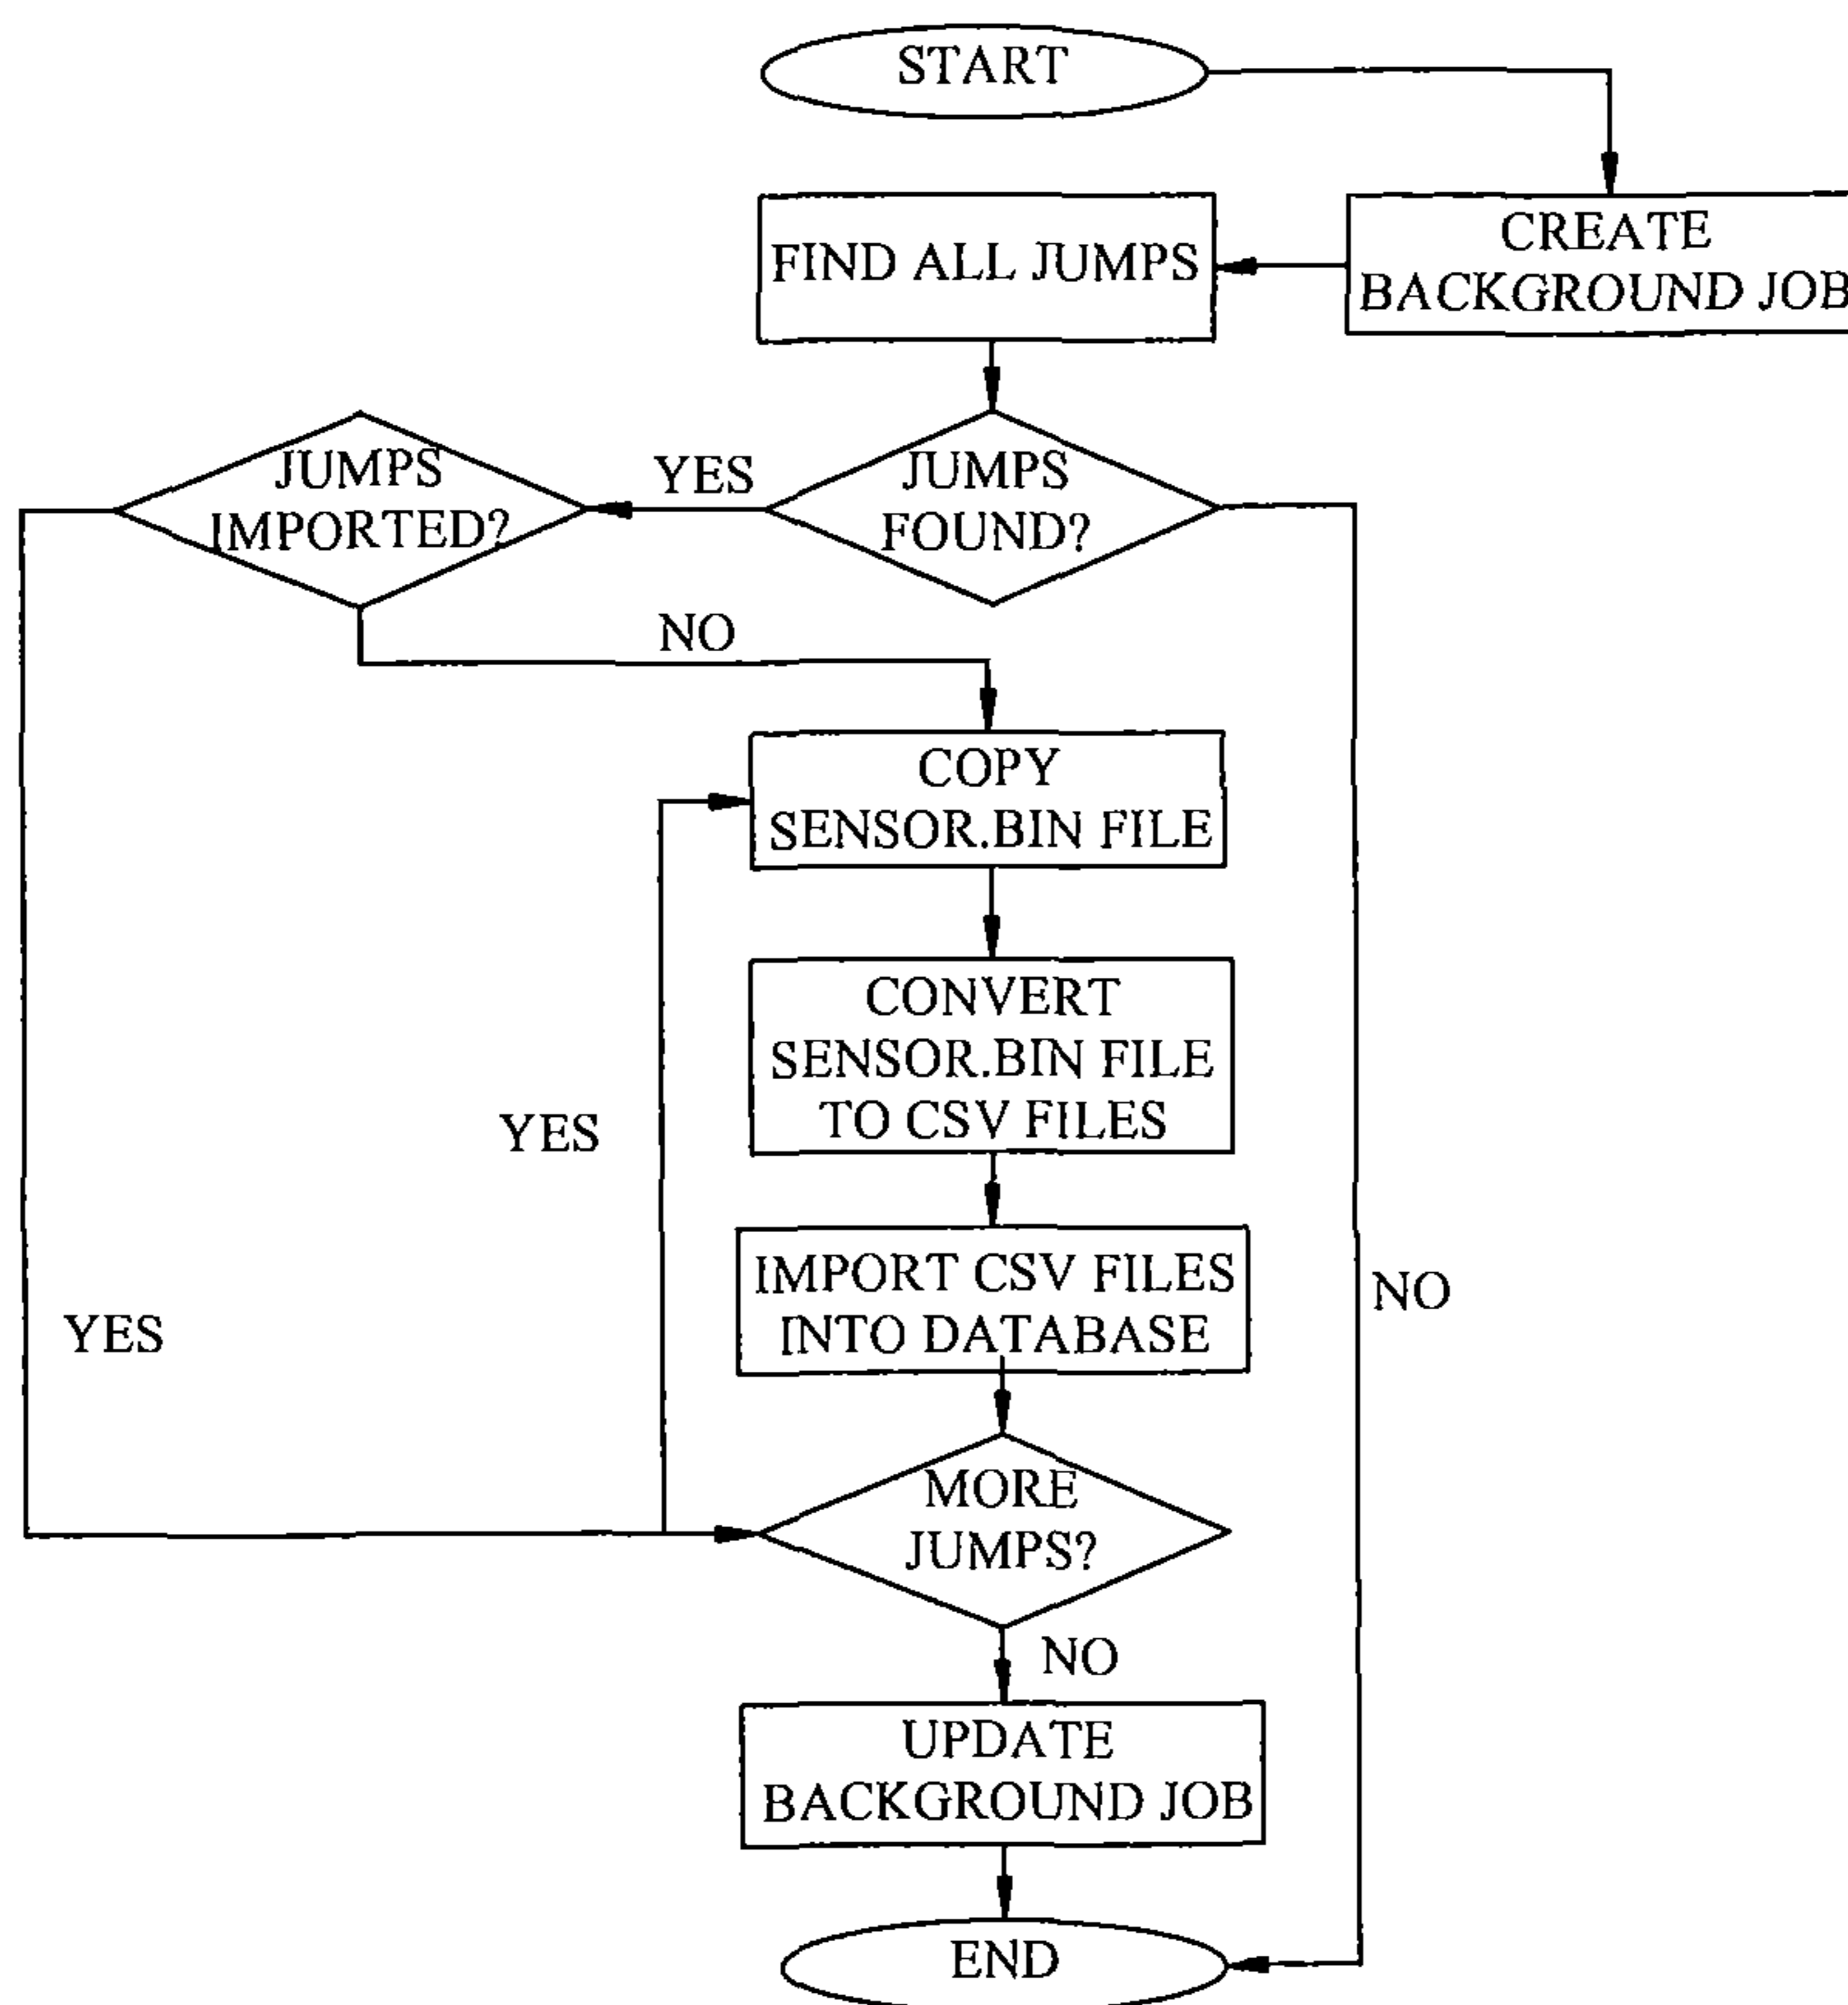 START
CREATE
BACKGROUND JOB
FIND ALL JUMPS
JUMPS
FOUND?
YES
JUMPS
IMPORTED?
NO
COPY
SENSOR.BIN FILE
CONVERT
SENSOR.BIN FILE
TO CSV FILES
YES
IMPORT CSV FILES
INTO DATABASE
NO
YES
MORE
JUMPS?
NO
UPDATE
BACKGROUND JOB
END